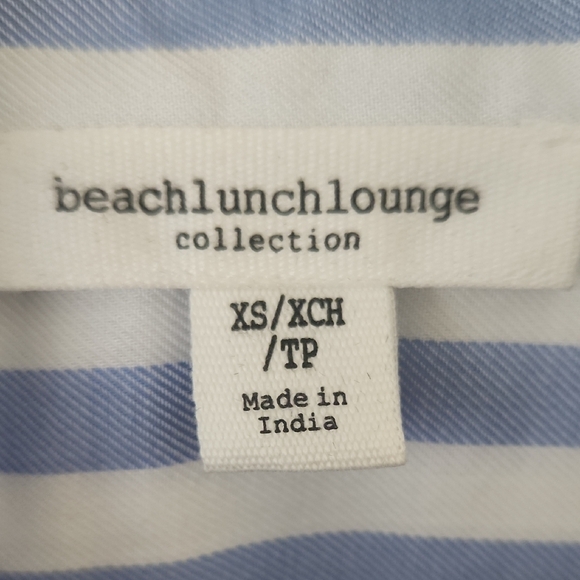 beachlunchlounge
collection
XS/XCH
/TP
Made in
India